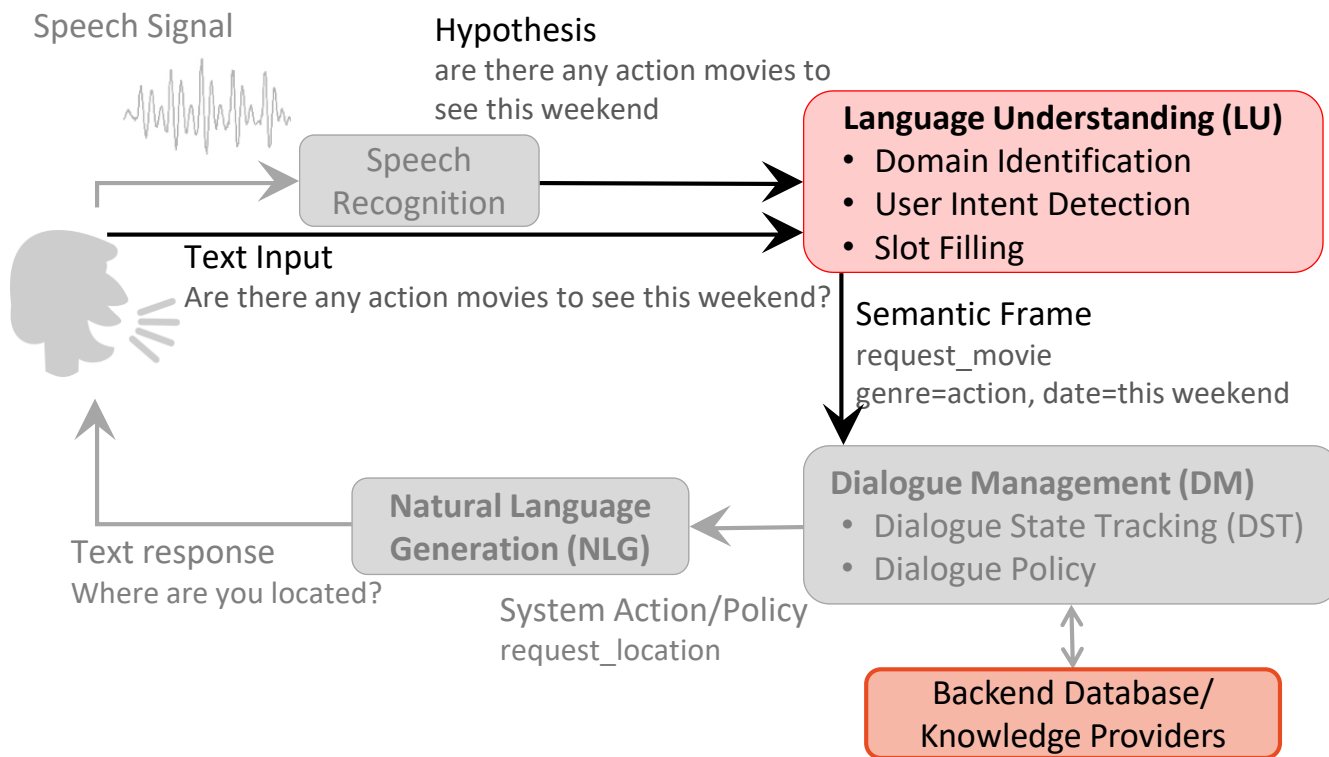 Speech Signal
Hypothesis
are there any action movies to
see this weekend
Speech
Recognition
Language Understanding (LU)
• Domain Identification
• User Intent Detection
• Slot Filling
Text Input
Are there any action movies to see this weekend?
Semantic Frame
request_movie
genre=action, date=this weekend
Dialogue Management (DM)
• Dialogue State Tracking (DST)
• Dialogue Policy
Natural Language
Generation (NLG)
Text response
Where are you located?
System Action/Policy
request_location
Backend Database/
Knowledge Providers